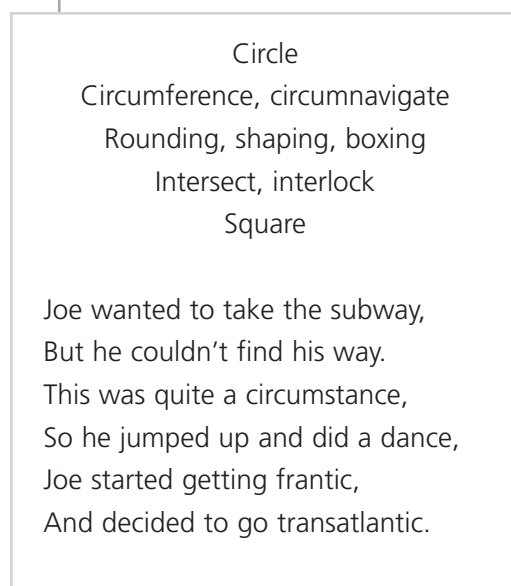 Circle
Circumference, circumnavigate
Rounding, shaping, boxing
Intersect, interlock
Square
Joe wanted to take the subway,
But he couldn’t find his way.
This was quite a circumstance,
So he jumped up and did a dance,
Joe started getting frantic,
And decided to go transatlantic.